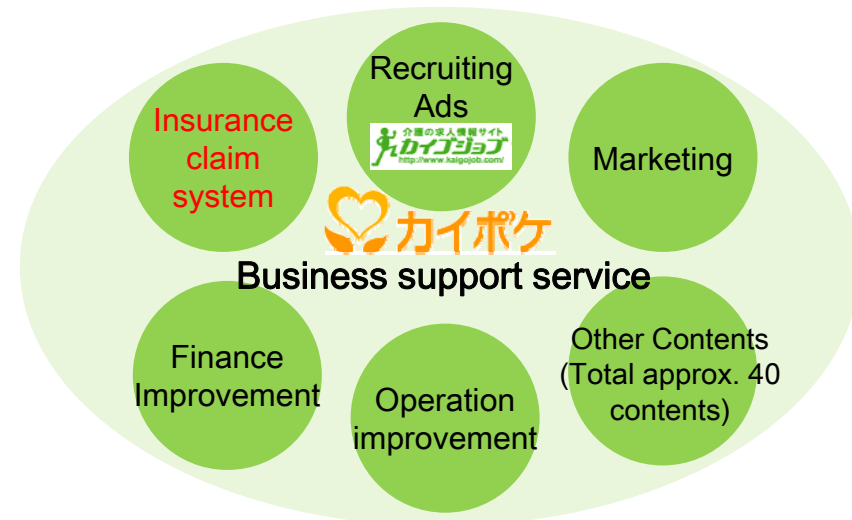 Recruiting
Ads
介護の求人情報サイト
カイゴジョブ
http://www.kaigojob.com/
Insurance
claim
system
Marketing
カイポケ
Business support service
Finance
Improvement
Operation
improvement
Other Contents
(Total approx. 40
contents)